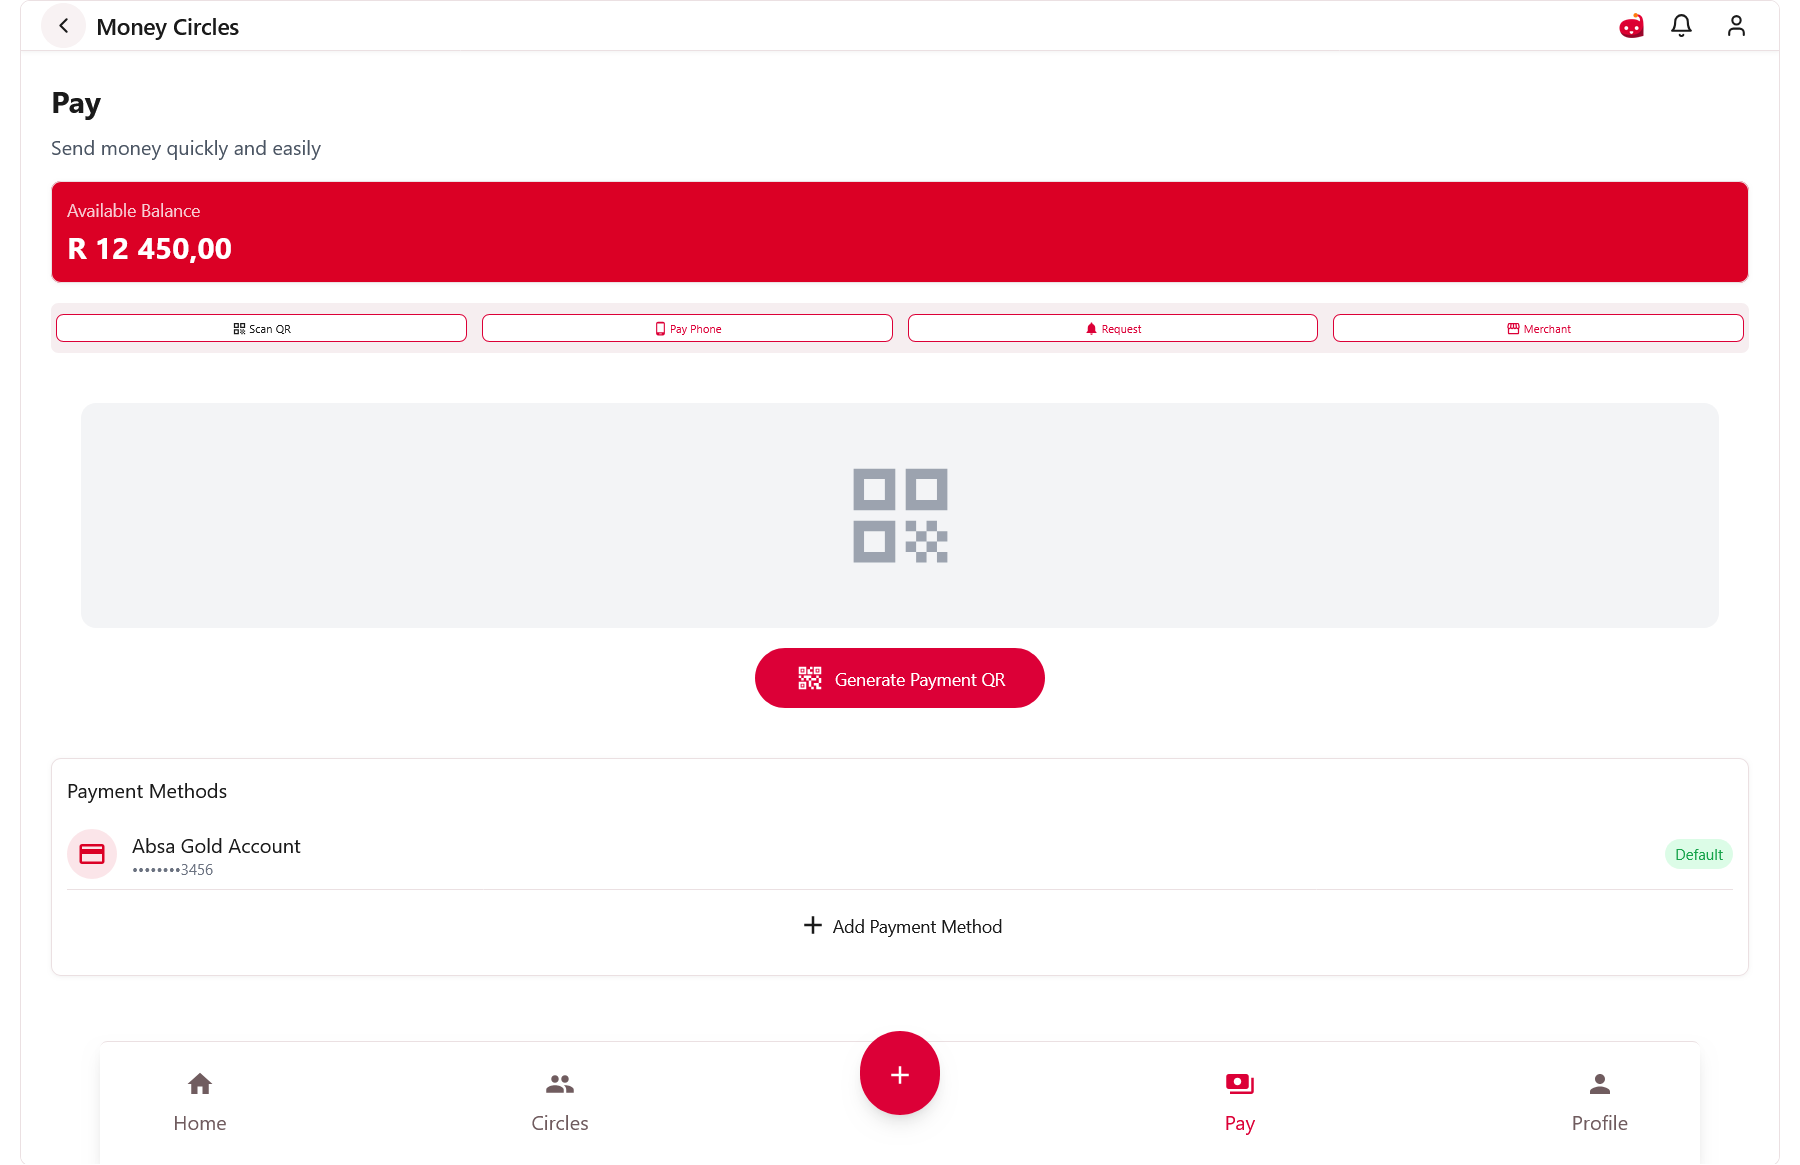 Money Circles
Pay
Send money quickly and easily
Available Balance
R 12 450,00
Scan QR
Pay Phone
Request
Merchant
Generate Payment QR
Payment Methods
Absa Gold Account
••••••••3456
Default
Add Payment Method
Home
Circles
Pay
Profile